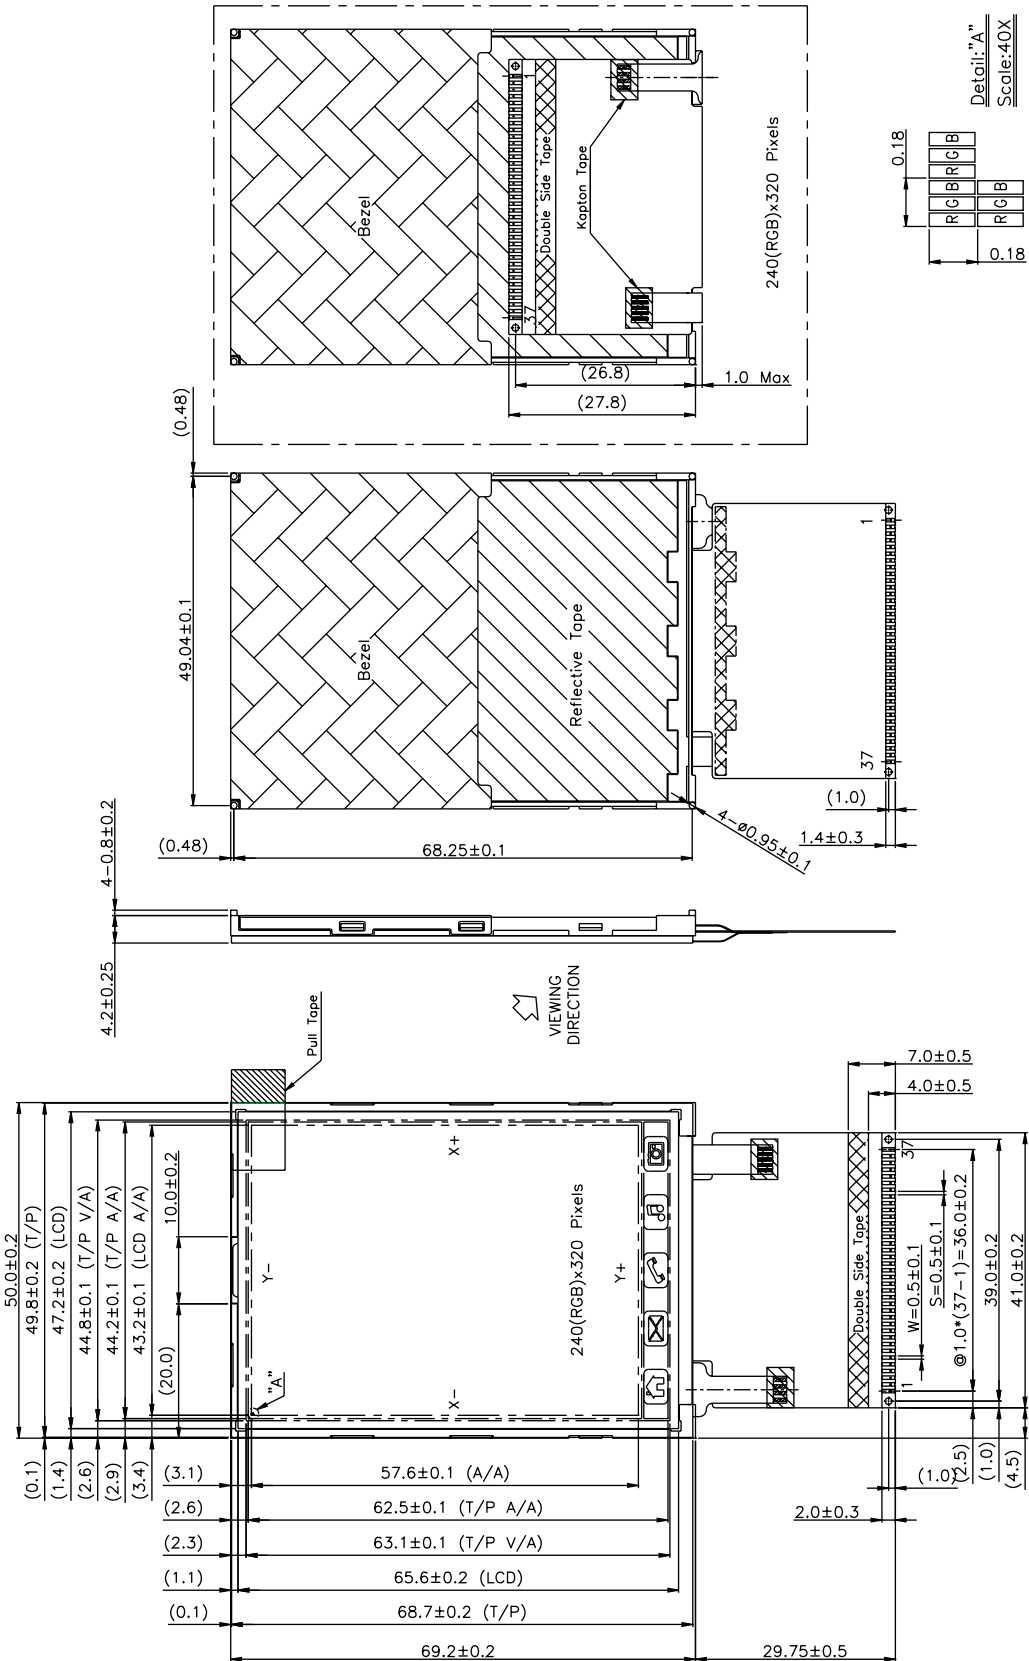 Detail:"A"
Scale:40X
0.18
R G B R G B
R G B
0.18
Bezel
1
37
Double Side Tape
Kapton Tape
240(RGB)x320 Pixels
(26.8)
(27.8)
1.0 Max
(0.48)
49.04±0.1
Bezel
Reflective Tape
1
37
(1.0)
1.4±0.3
4-ø0.95±0.1
(0.48)
68.25±0.1
4-0.8±0.2
4.2±0.25
VIEWING
DIRECTION
Pull Tape
50.0±0.2
49.8±0.2 (T/P)
47.2±0.2 (LCD)
44.8±0.1 (T/P V/A)
44.2±0.1 (T/P A/A)
43.2±0.1 (LCD A/A)
10.0±0.2
(20.0)
(0.1)
(1.4)
(2.6)
(2.9)
(3.4)
"A"
Y-
X+
X-
Y+
240(RGB)x320 Pixels
7.0±0.5
4.0±0.5
Double Side Tape
37
1
W=0.5±0.1
S=0.5±0.1
@1.0*(37-1)=36.0±0.2
39.0±0.2
41.0±0.2
(1.0)
(2.5)
(1.0)
(4.5)
2.0±0.3
(3.1)
57.6±0.1 (A/A)
(2.6)
62.5±0.1 (T/P A/A)
(2.3)
63.1±0.1 (T/P V/A)
(1.1)
65.6±0.2 (LCD)
(0.1)
68.7±0.2 (T/P)
69.2±0.2
29.75±0.5